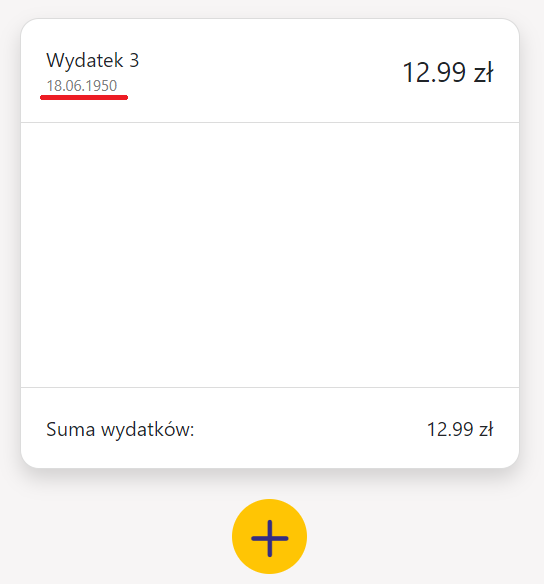 Wydatek 3
12.99 zł
18.06.1950
Suma wydatków: 12.99 zł